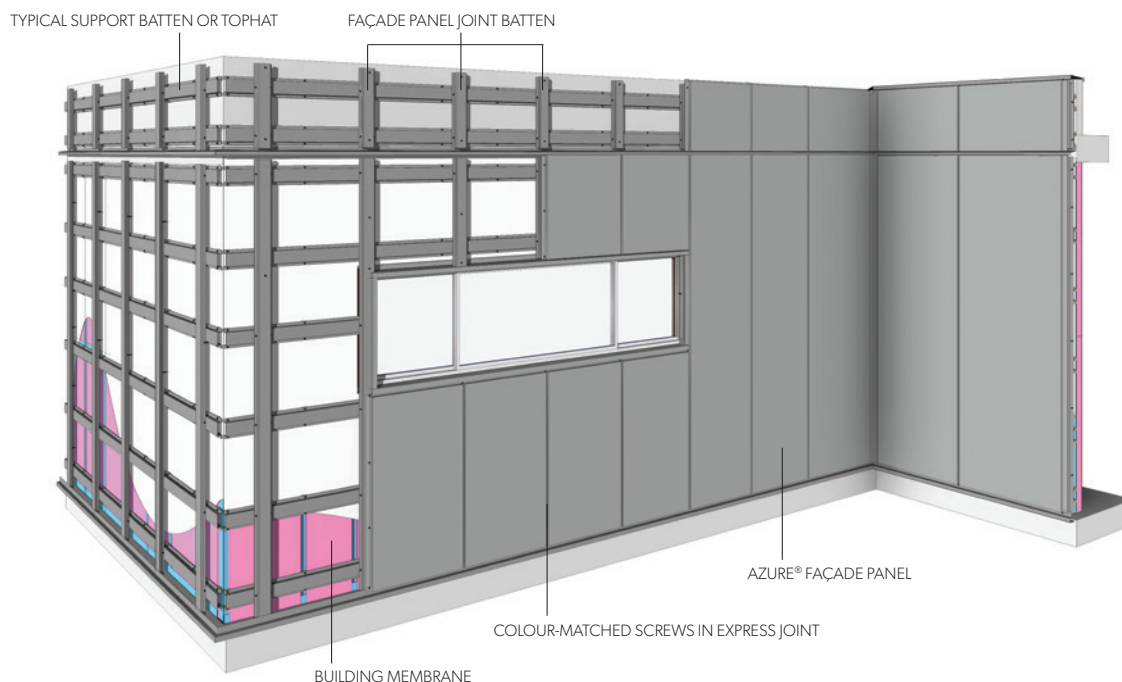 TYPICAL SUPPORT BATTEN OR TOPHAT
FAÇADE PANEL JOINT BATTEN
AZURE® FAÇADE PANEL
COLOUR-MATCHED SCREWS IN EXPRESS JOINT
BUILDING MEMBRANE